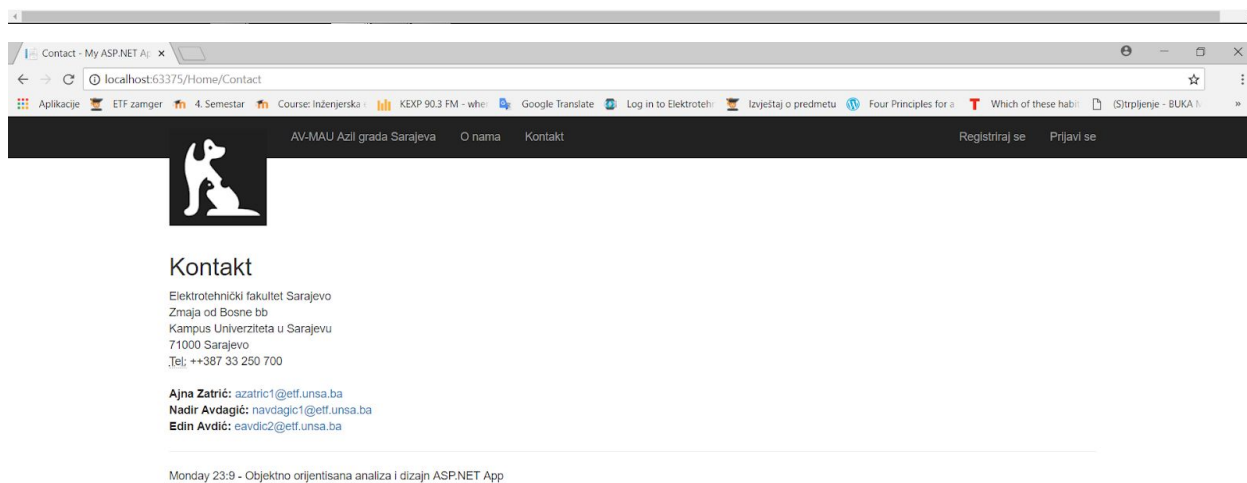 Contact - My ASP.NET Ap
localhost:63375/Home/Contact
Aplikacije ETF zamger 4. Semestar Course: Inženjerska e KEXP 90.3 FM - whe Google Translate Log in to Elektrotehn Izvještaj o predmetu Four Principles for a Which of these habit (S)trpljenje - BUKA M »
AV-MAU Azil grada Sarajeva O nama Kontakt Registriraj se Prijavi se
Kontakt
Elektrotehnički fakultet Sarajevo
Zmaja od Bosne bb
Kampus Univerziteta u Sarajevu
71000 Sarajevo
Tel: ++387 33 250 700
Ajna Zatrić: azatric1@etf.unsa.ba
Nadir Avdagić: navdagic1@etf.unsa.ba
Edin Avdić: eavdic2@etf.unsa.ba
Monday 23:9 - Objektno orijentisana analiza i dizajn ASP.NET App